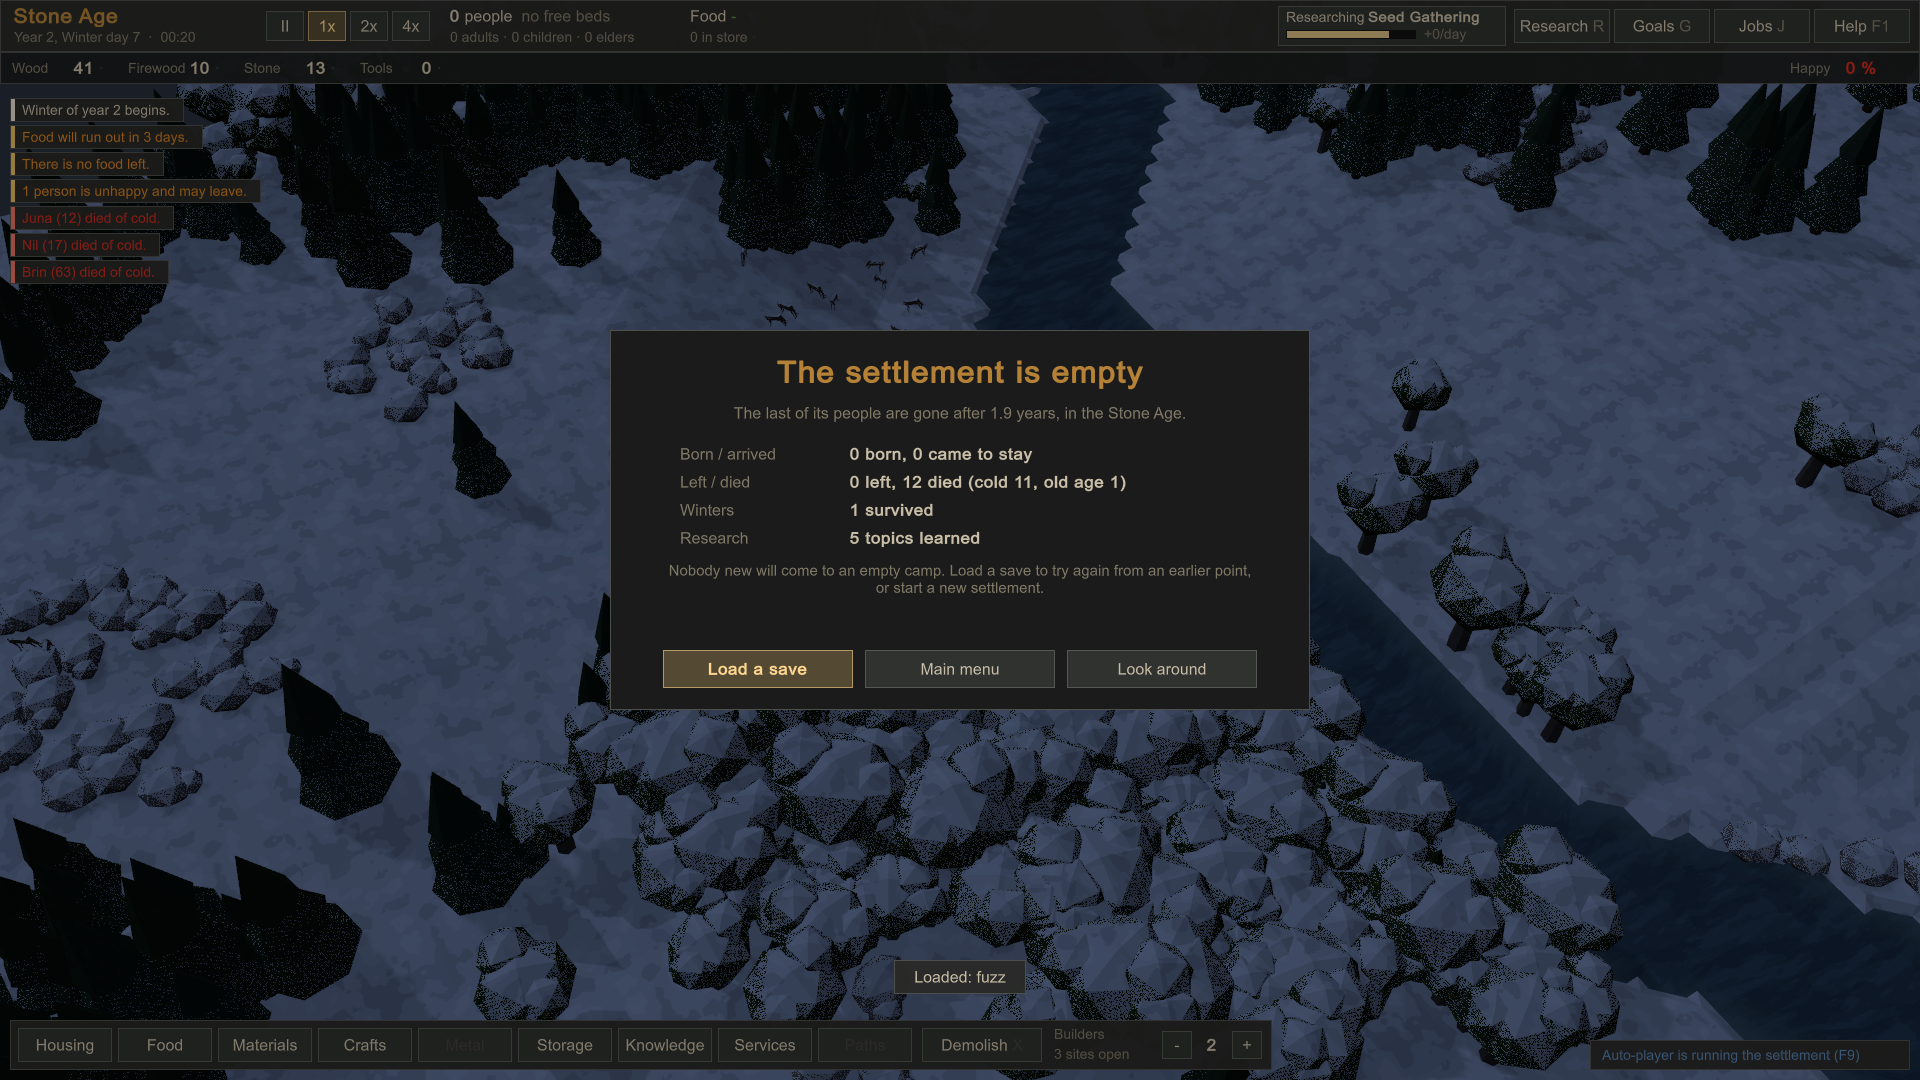 Stone Age
Year 2, Winter day 7 · 00:20
II 1x 2x 4x
0 people no free beds
0 adults · 0 children · 0 elders
Food -
0 in store
Researching Seed Gathering
+0/day
Research R
Goals G
Jobs J
Help F1
Wood 41 Firewood 10 Stone 13 Tools 0
Happy 0 %
Winter of year 2 begins.
Food will run out in 3 days.
There is no food left.
1 person is unhappy and may leave.
Juna (12) died of cold.
Nil (17) died of cold.
Brin (63) died of cold.
The settlement is empty
The last of its people are gone after 1.9 years, in the Stone Age.
Born / arrived 0 born, 0 came to stay
Left / died 0 left, 12 died (cold 11, old age 1)
Winters 1 survived
Research 5 topics learned
Nobody new will come to an empty camp. Load a save to try again from an earlier point,
or start a new settlement.
Load a save
Main menu
Look around
Loaded: fuzz
Housing
Food
Materials
Crafts
Metal
Storage
Knowledge
Services
Paths
Demolish X
Builders
3 sites open
- 2 +
Auto-player is running the settlement (F9)